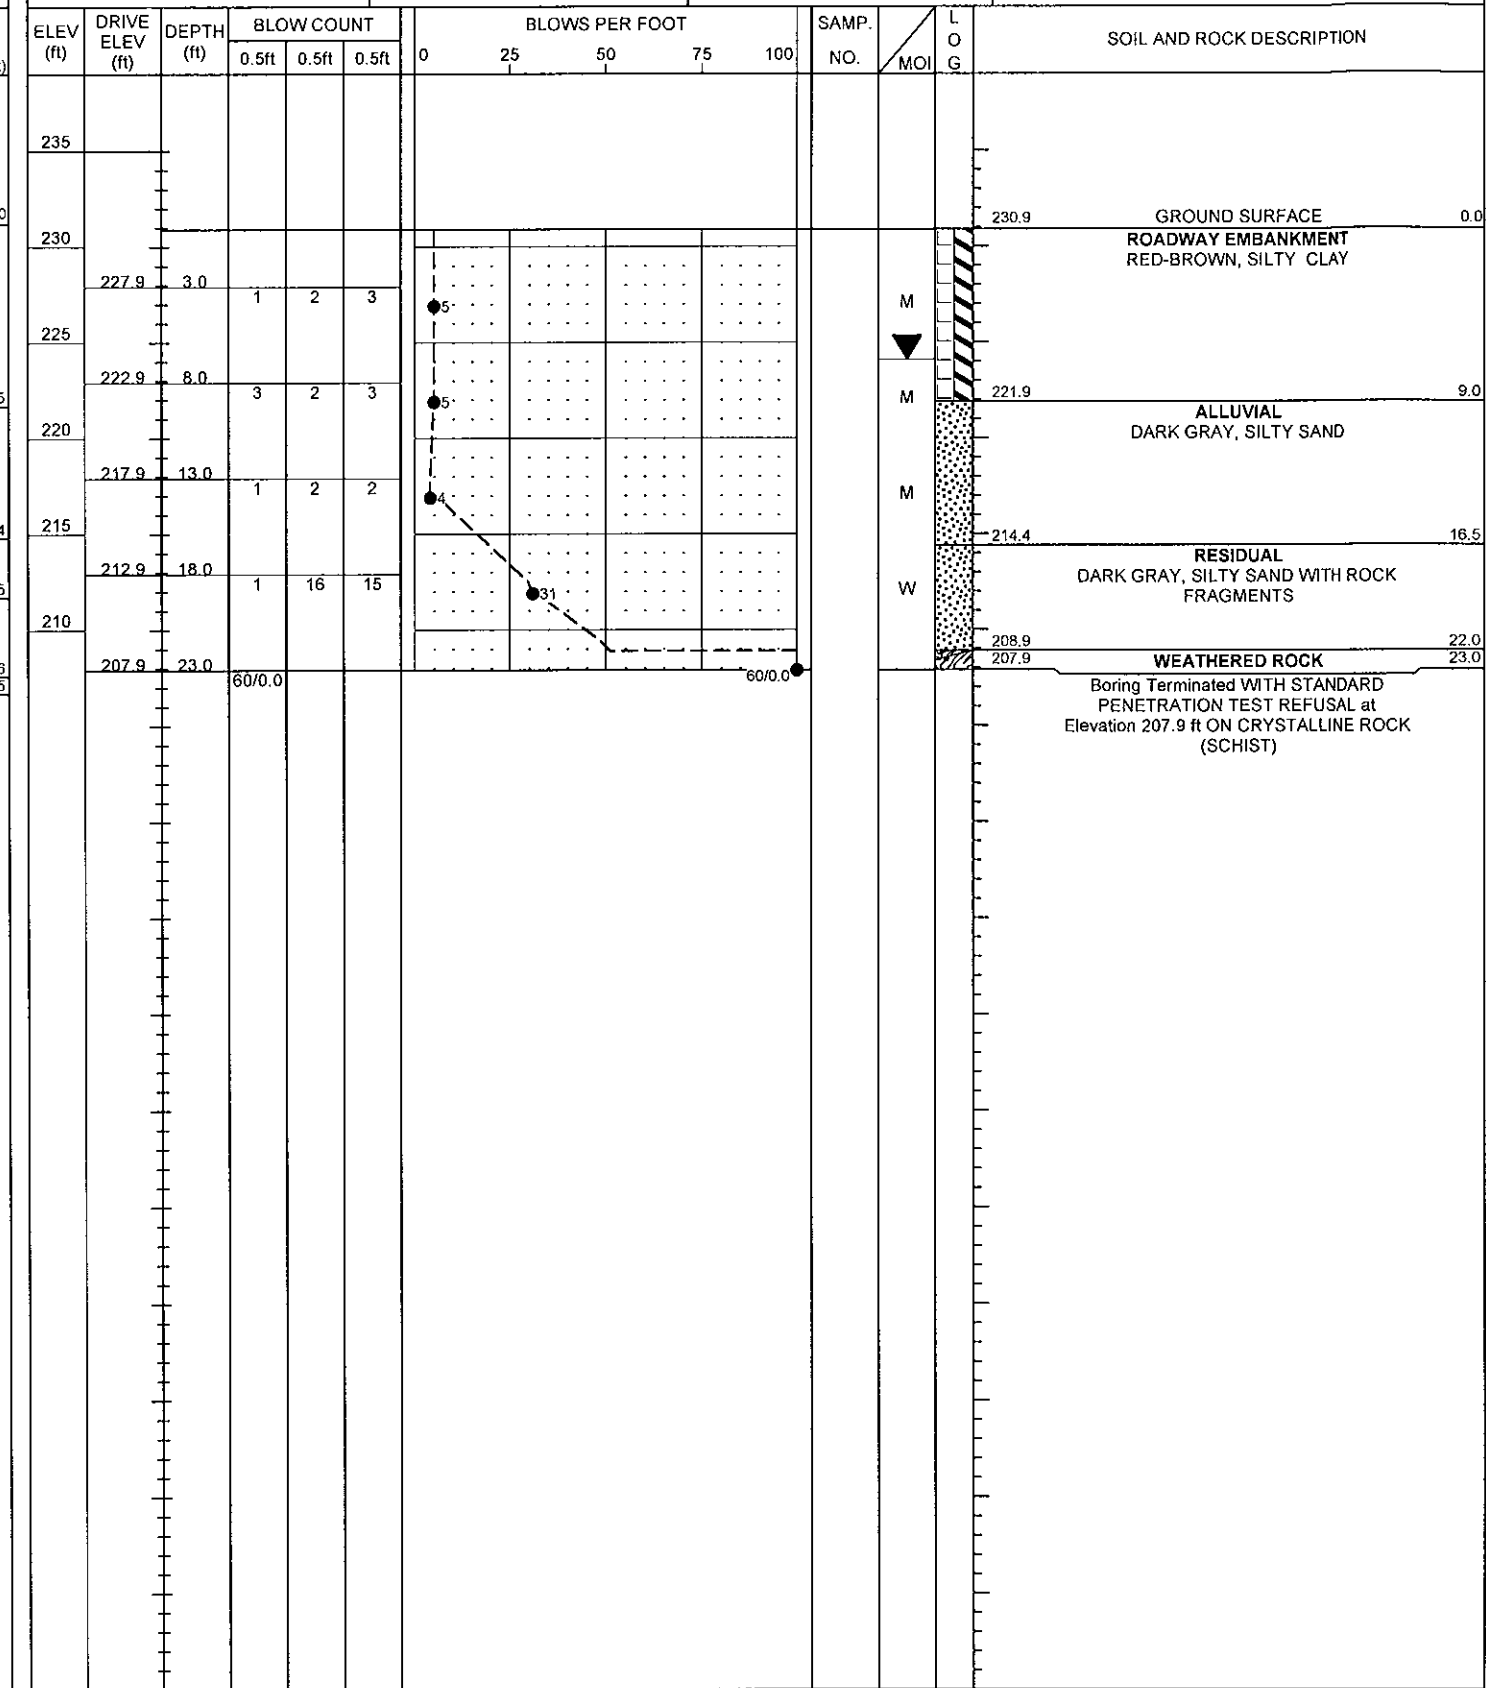 ELEV (ft) DRIVE ELEV (ft) DEPTH (ft) BLOW COUNT BLOWS PER FOOT SAMP. NO. MOI L O G SOIL AND ROCK DESCRIPTION
0.5ft 0.5ft 0.5ft 0 25 50 75 100
235
230.9 GROUND SURFACE 0.0
230
ROADWAY EMBANKMENT
RED-BROWN, SILTY CLAY
227.9 3.0
1 2 3 5 M
225
222.9 8.0
3 2 3 5 M
221.9 9.0
ALLUVIAL
220
DARK GRAY, SILTY SAND
217.9 13.0
1 2 2 4 M
215
214.4 16.5
RESIDUAL
212.9 18.0
DARK GRAY, SILTY SAND WITH ROCK
1 16 15 31 W
FRAGMENTS
210
208.9 22.0
207.9 WEATHERED ROCK 23.0
207.9 23.0
60/0.0 60/0.0
Boring Terminated WITH STANDARD
PENETRATION TEST REFUSAL at
Elevation 207.9 ft ON CRYSTALLINE ROCK
(SCHIST)